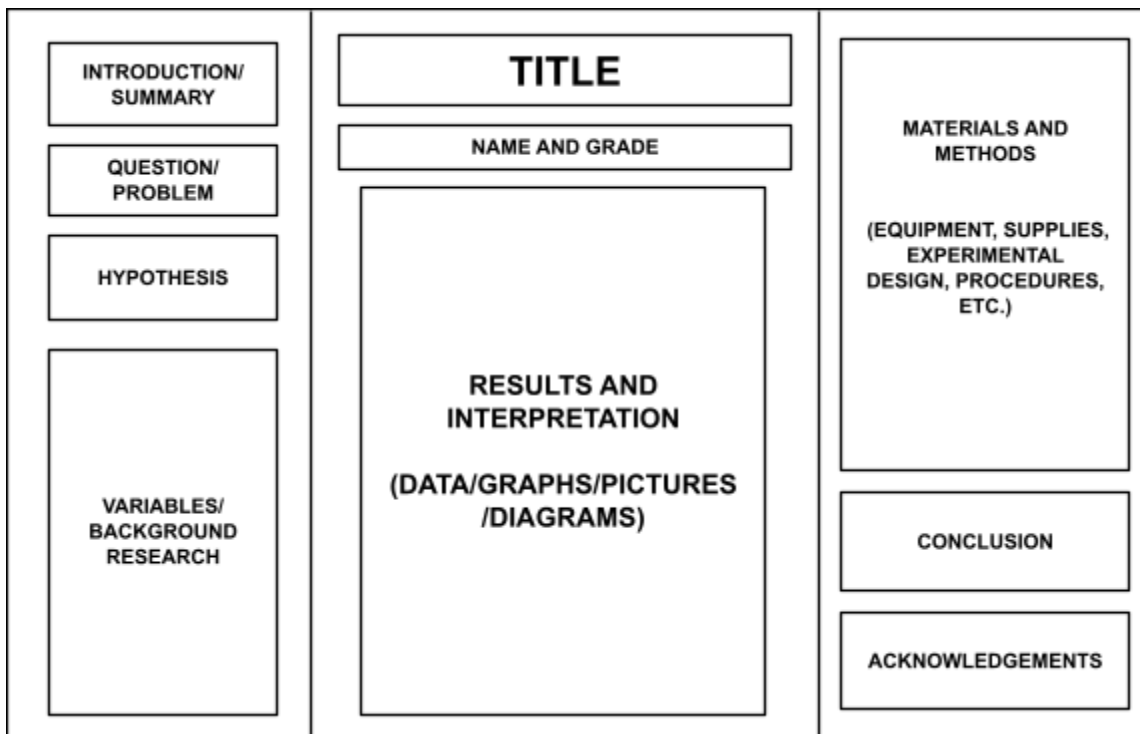 INTRODUCTION/
SUMMARY
QUESTION/
PROBLEM
HYPOTHESIS
VARIABLES/
BACKGROUND
RESEARCH
TITLE
NAME AND GRADE
RESULTS AND
INTERPRETATION
(DATA/GRAPHS/PICTURES
/DIAGRAMS)
MATERIALS AND
METHODS
(EQUIPMENT, SUPPLIES,
EXPERIMENTAL
DESIGN, PROCEDURES,
ETC.)
CONCLUSION
ACKNOWLEDGEMENTS